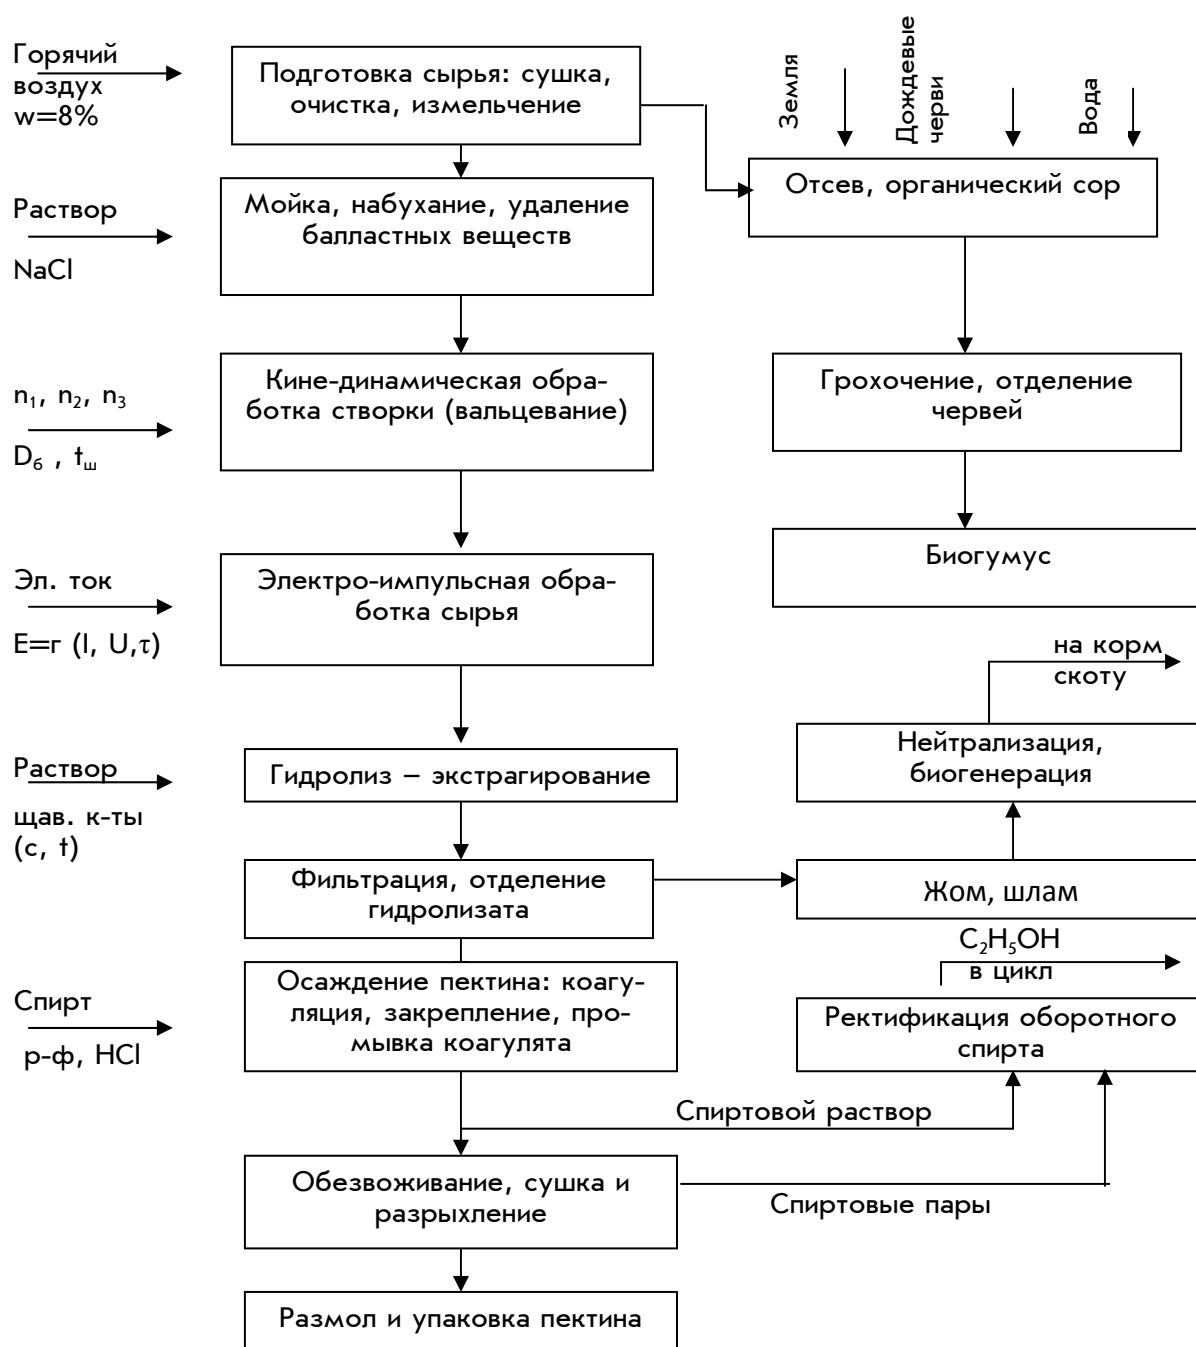 Горячий
воздух
w=8%
Подготовка сырья: сушка,
очистка, измельчение
Земля
Дождевые
черви
Вода
Отсев, органический сор
Раствор
NaCl
Мойка, набухание, удаление
балластных веществ
n₁, n₂, n₃
D₆ , tш
Кине-динамическая обра-
ботка створки (вальцевание)
Грохочение, отделение
червей
Биогумус
Эл. ток
E=г (I, U,τ)
Электро-импульсная обра-
ботка сырья
на корм
скоту
Нейтрализация,
биогенерация
Раствор
щав. к-ты
(с, t)
Гидролиз – экстрагирование
Фильтрация, отделение
гидролизата
Жом, шлам
C₂H₅OH
в цикл
Спирт
р-ф, HCl
Осаждение пектина: коагу-
ляция, закрепление, про-
мывка коагулята
Ректификация оборотного
спирта
Спиртовой раствор
Обезвоживание, сушка и
разрыхление
Спиртовые пары
Размол и упаковка пектина